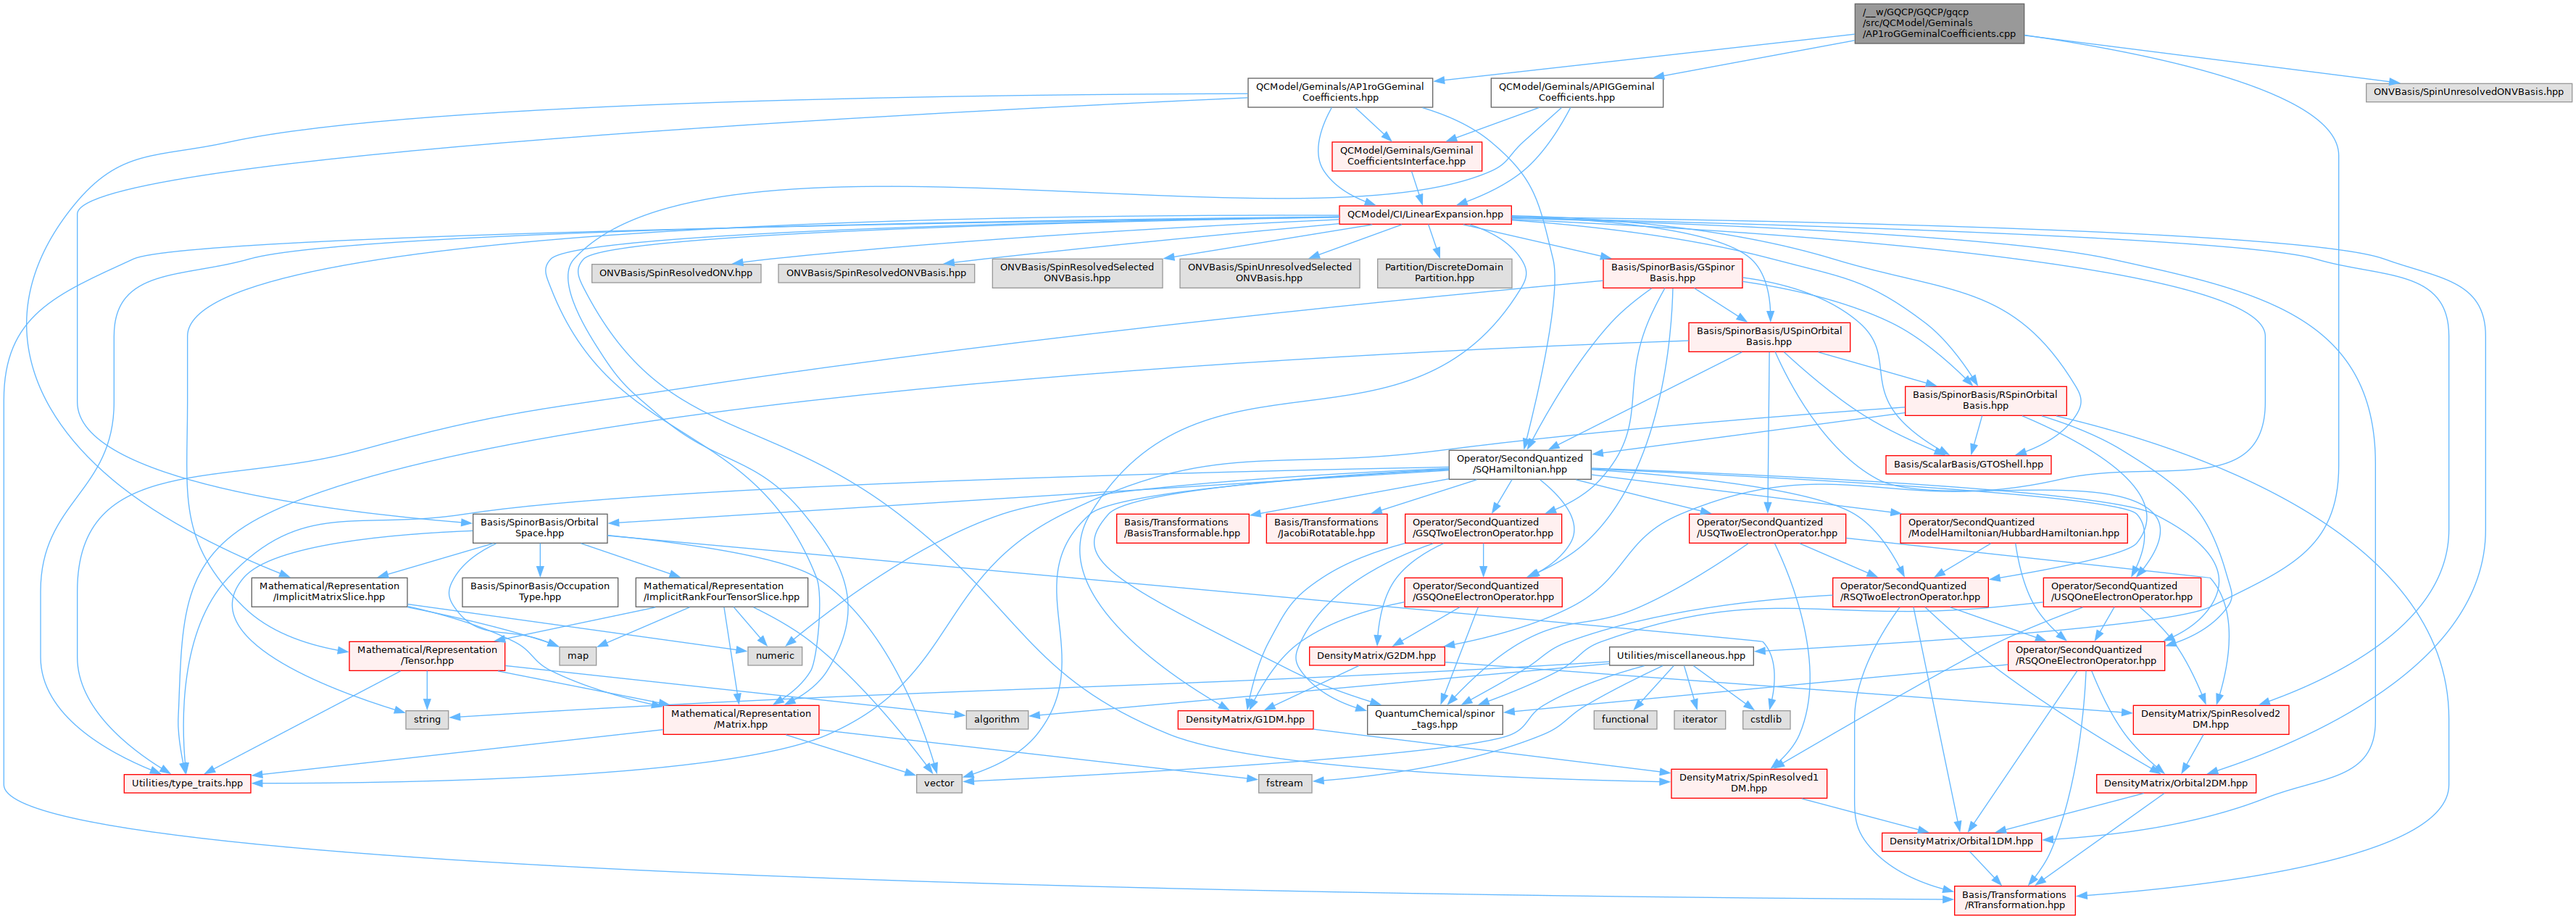 /__w/GQCP/GQCP/gqcp
/src/QCModel/Geminals
/AP1roGGeminalCoefficients.cpp
QCModel/Geminals/AP1roGGeminal
Coefficients.hpp
QCModel/Geminals/APIGGeminal
Coefficients.hpp
ONVBasis/SpinUnresolvedONVBasis.hpp
QCModel/Geminals/Geminal
CoefficientsInterface.hpp
QCModel/CI/LinearExpansion.hpp
ONVBasis/SpinResolvedONV.hpp
ONVBasis/SpinResolvedONVBasis.hpp
ONVBasis/SpinResolvedSelected
ONVBasis.hpp
ONVBasis/SpinUnresolvedSelected
ONVBasis.hpp
Partition/DiscreteDomain
Partition.hpp
Basis/SpinorBasis/GSpinor
Basis.hpp
Basis/SpinorBasis/USpinOrbital
Basis.hpp
Basis/SpinorBasis/RSpinOrbital
Basis.hpp
Operator/SecondQuantized
/SQHamiltonian.hpp
Basis/ScalarBasis/GTOShell.hpp
Basis/SpinorBasis/Orbital
Space.hpp
Basis/Transformations
/BasisTransformable.hpp
Basis/Transformations
/JacobiRotatable.hpp
Operator/SecondQuantized
/GSQTwoElectronOperator.hpp
Operator/SecondQuantized
/USQTwoElectronOperator.hpp
Operator/SecondQuantized
/ModelHamiltonian/HubbardHamiltonian.hpp
Mathematical/Representation
/ImplicitMatrixSlice.hpp
Basis/SpinorBasis/Occupation
Type.hpp
Mathematical/Representation
/ImplicitRankFourTensorSlice.hpp
Operator/SecondQuantized
/GSQOneElectronOperator.hpp
Operator/SecondQuantized
/RSQTwoElectronOperator.hpp
Operator/SecondQuantized
/USQOneElectronOperator.hpp
Mathematical/Representation
/Tensor.hpp
map
numeric
DensityMatrix/G2DM.hpp
Utilities/miscellaneous.hpp
Operator/SecondQuantized
/RSQOneElectronOperator.hpp
string
Mathematical/Representation
/Matrix.hpp
algorithm
DensityMatrix/G1DM.hpp
QuantumChemical/spinor
_tags.hpp
functional
iterator
cstdlib
DensityMatrix/SpinResolved2
DM.hpp
Utilities/type_traits.hpp
vector
fstream
DensityMatrix/SpinResolved1
DM.hpp
DensityMatrix/Orbital2DM.hpp
DensityMatrix/Orbital1DM.hpp
Basis/Transformations
/RTransformation.hpp